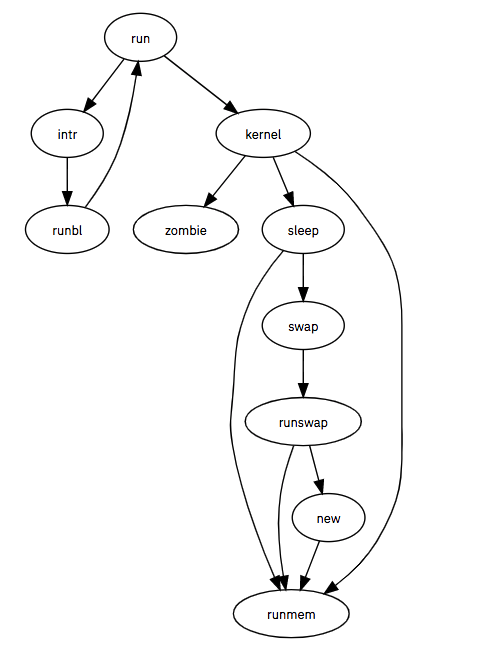 run
intr
kernel
runbl
zombie
sleep
swap
runswap
new
runmem